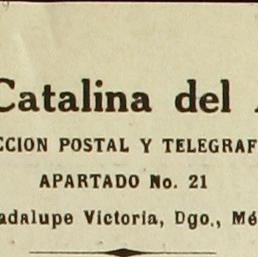 Catalina del
CCION POSTAL Y TELEGRAF
APARTADO No. 21
adalupe Victoria, Dgo., Mé